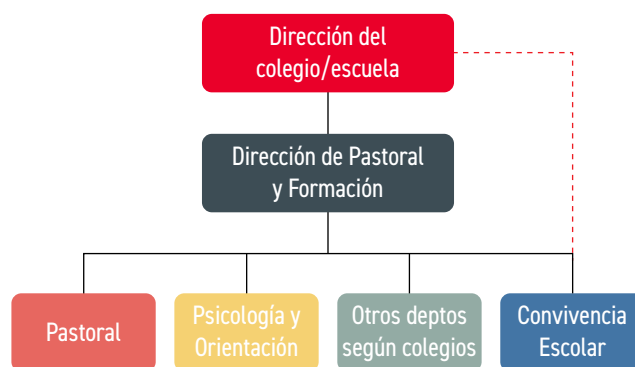 Dirección del
colegio/escuela
Dirección de Pastoral
y Formación
Pastoral
Psicología y
Orientación
Otros deptos
según colegios
Convivencia
Escolar